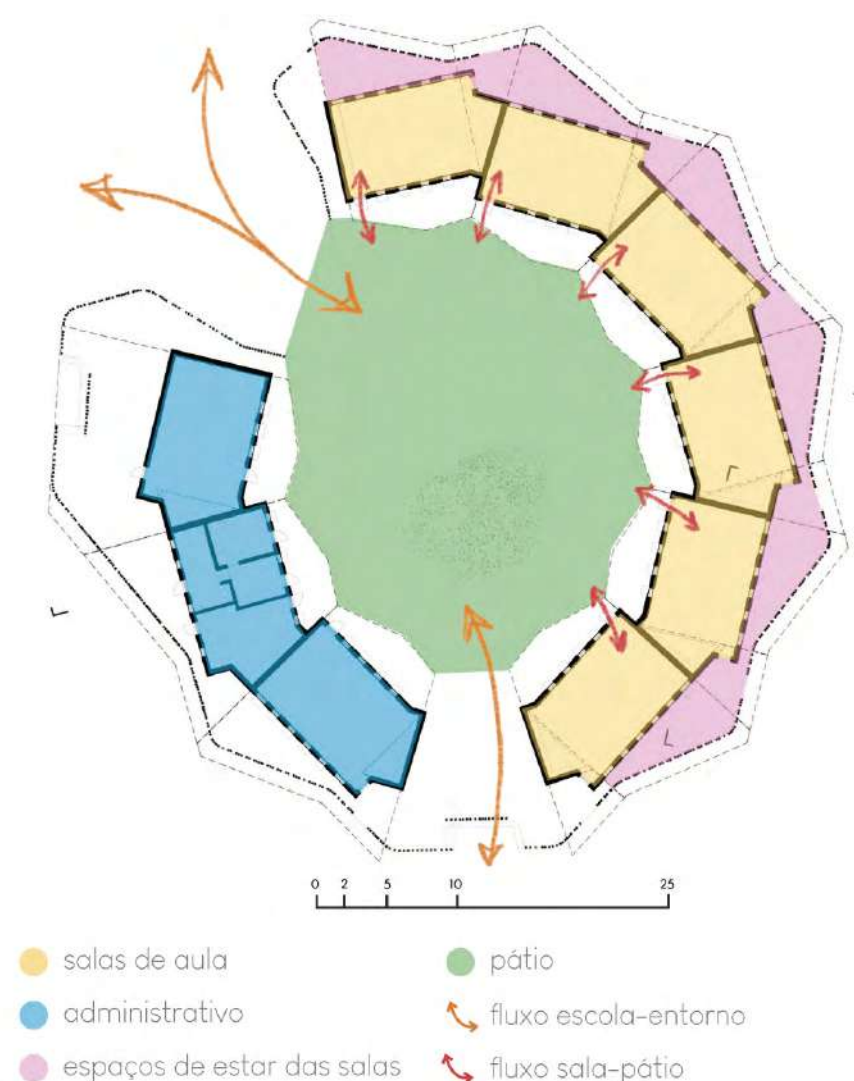 0 2 5 10 25
salas de aula
administrativo
espaços de estar das salas
pátio
fluxo escola-entorno
fluxo sala-pátio